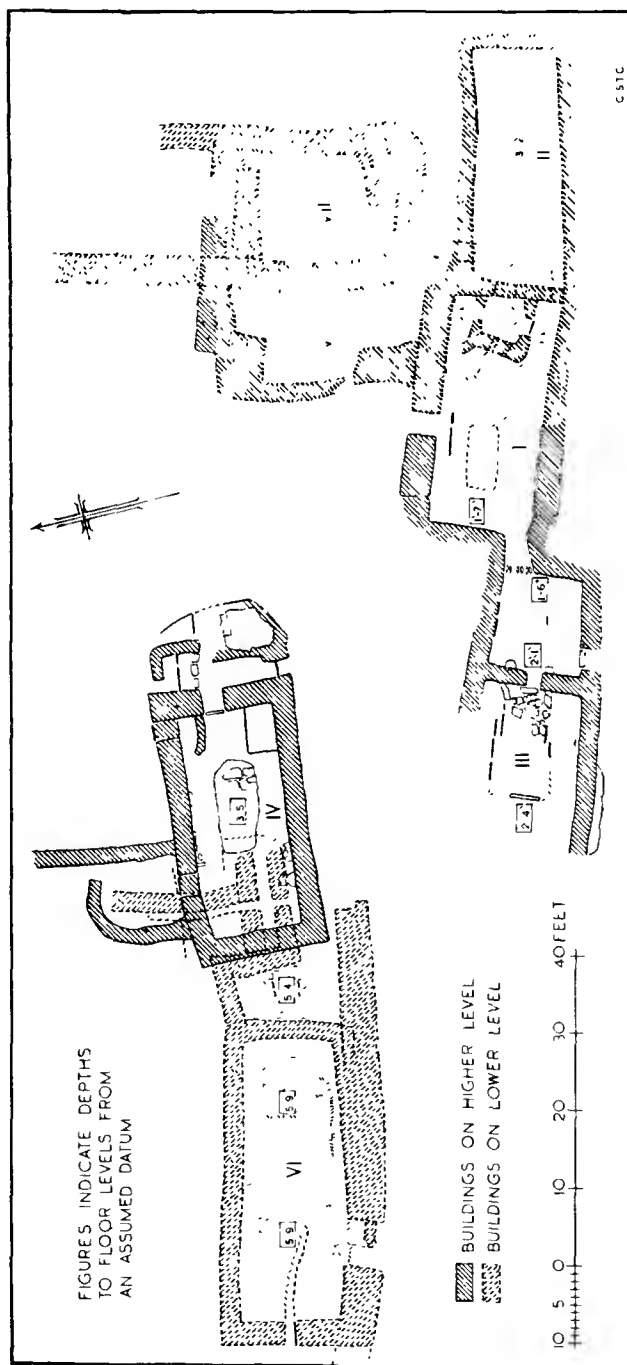 FIGURES INDICATE DEPTHS
TO FLOOR LEVELS FROM
AN ASSUMED DATUM
VI
5·9
5·9
5·4
IV
3·5
III
2·4
2·1
1·6
1·7
I
II
3·2
V
VII
BUILDINGS ON HIGHER LEVEL
BUILDINGS ON LOWER LEVEL
10 5 0 10 20 30 40 FEET
C S T C